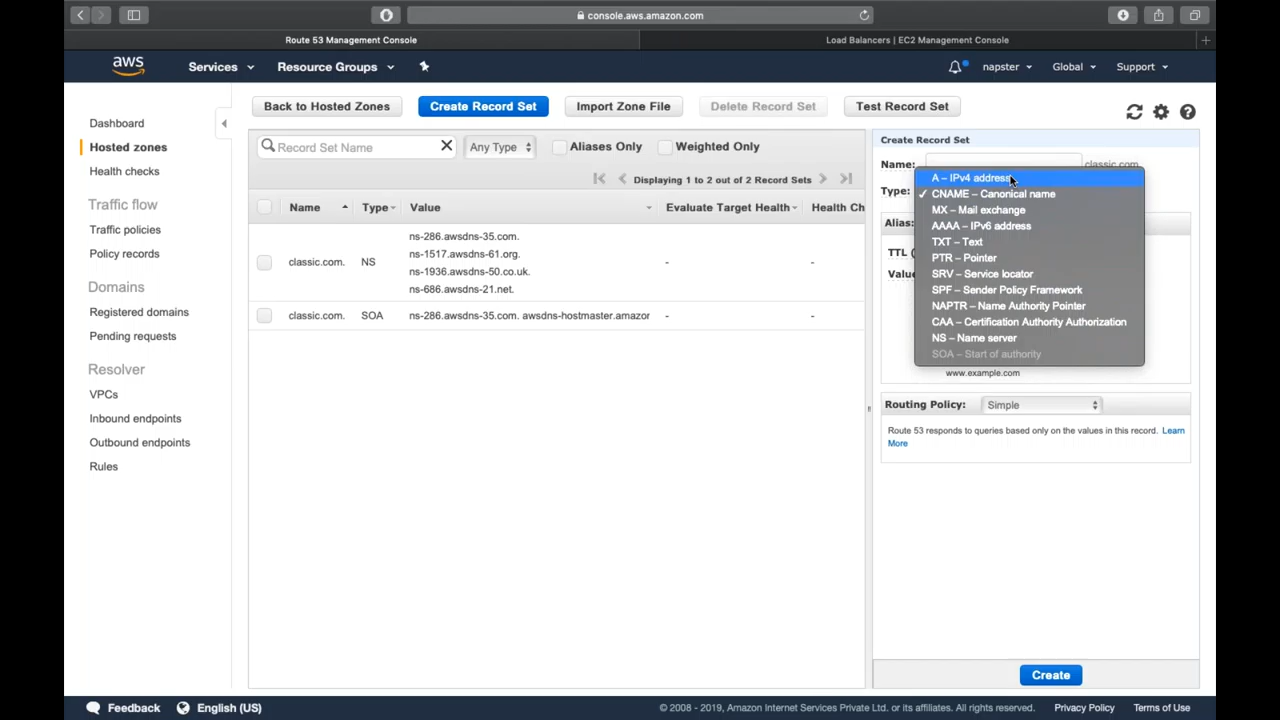 console.aws.amazon.com
Route 53 Management Console
Load Balancers | EC2 Management Console
aws
Services
Resource Groups
napster
Global
Support
Dashboard
Hosted zones
Health checks
Traffic flow
Traffic policies
Policy records
Domains
Registered domains
Pending requests
Resolver
VPCs
Inbound endpoints
Outbound endpoints
Rules
Back to Hosted Zones
Create Record Set
Import Zone File
Delete Record Set
Test Record Set
Record Set Name
Any Type
Aliases Only
Weighted Only
Displaying 1 to 2 out of 2 Record Sets
Name Type Value Evaluate Target Health Health Ch
classic.com. NS
ns-286.awsdns-35.com.
ns-1517.awsdns-61.org.
ns-1936.awsdns-50.co.uk.
ns-686.awsdns-21.net.
- -
classic.com. SOA ns-286.awsdns-35.com. awsdns-hostmaster.amazor - -
Create Record Set
Name: classic.com.
Type:
A – IPv4 address
✓ CNAME – Canonical name
MX – Mail exchange
AAAA – IPv6 address
TXT – Text
PTR – Pointer
SRV – Service locator
SPF – Sender Policy Framework
NAPTR – Name Authority Pointer
CAA – Certification Authority Authorization
NS – Name server
SOA – Start of authority
Alias:
TTL (
Value
www.example.com
Routing Policy: Simple
Route 53 responds to queries based only on the values in this record. Learn
More
Create
Feedback
English (US)
© 2008 - 2019, Amazon Internet Services Private Ltd. or its affiliates. All rights reserved.
Privacy Policy
Terms of Use